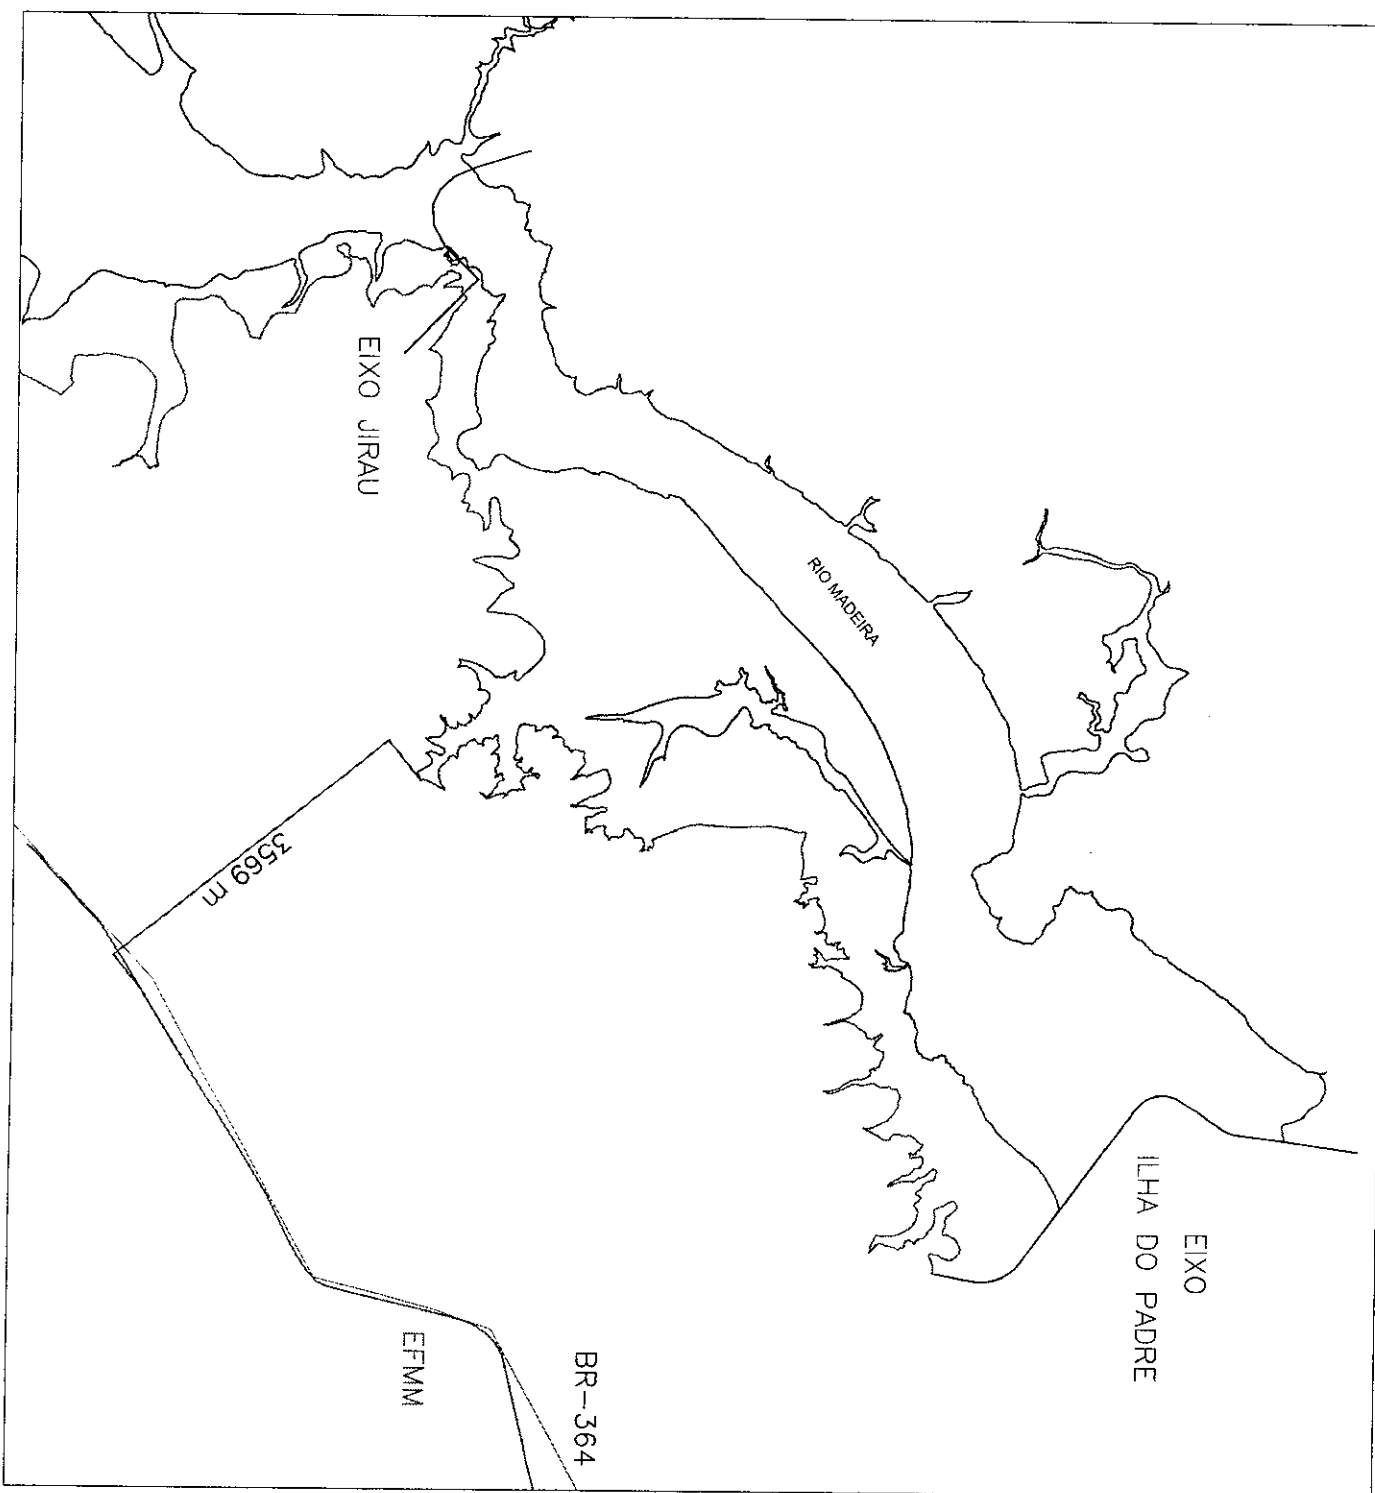 EIXO
ILHA DO PADRE
RIO MADEIRA
EIXO JIRAU
3569 m
BR-364
EFMM